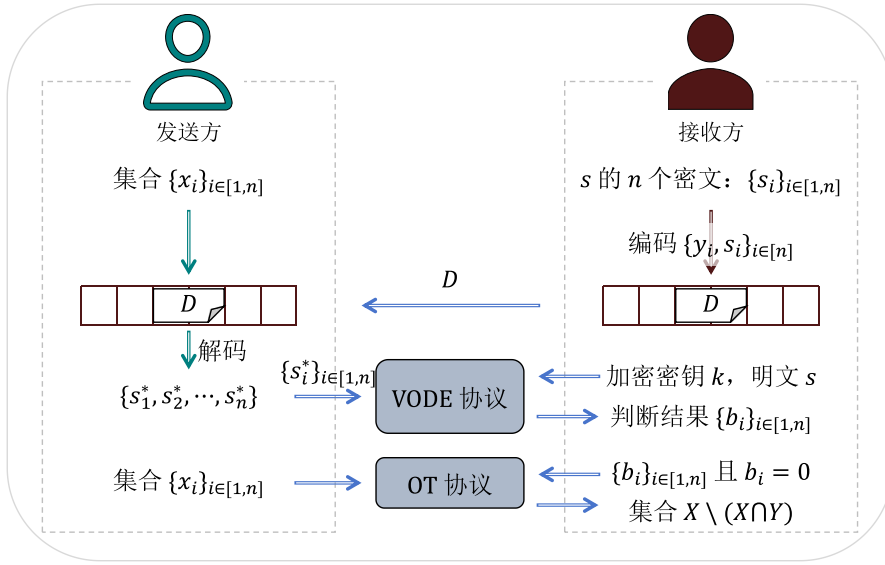 发送方
接收方
集合 {x_i}_{i∈[1,n]}
s 的 n 个密文：{s_i}_{i∈[1,n]}
编码 {y_i, s_i}_{i∈[n]}
D
D
D
解码
{s_i^*}_{i∈[1,n]}
{s_1^*, s_2^*, ⋯, s_n^*}
VODE 协议
加密密钥 k，明文 s
判断结果 {b_i}_{i∈[1,n]}
集合 {x_i}_{i∈[1,n]}
OT 协议
{b_i}_{i∈[1,n]} 且 b_i = 0
集合 X \ (X∩Y)